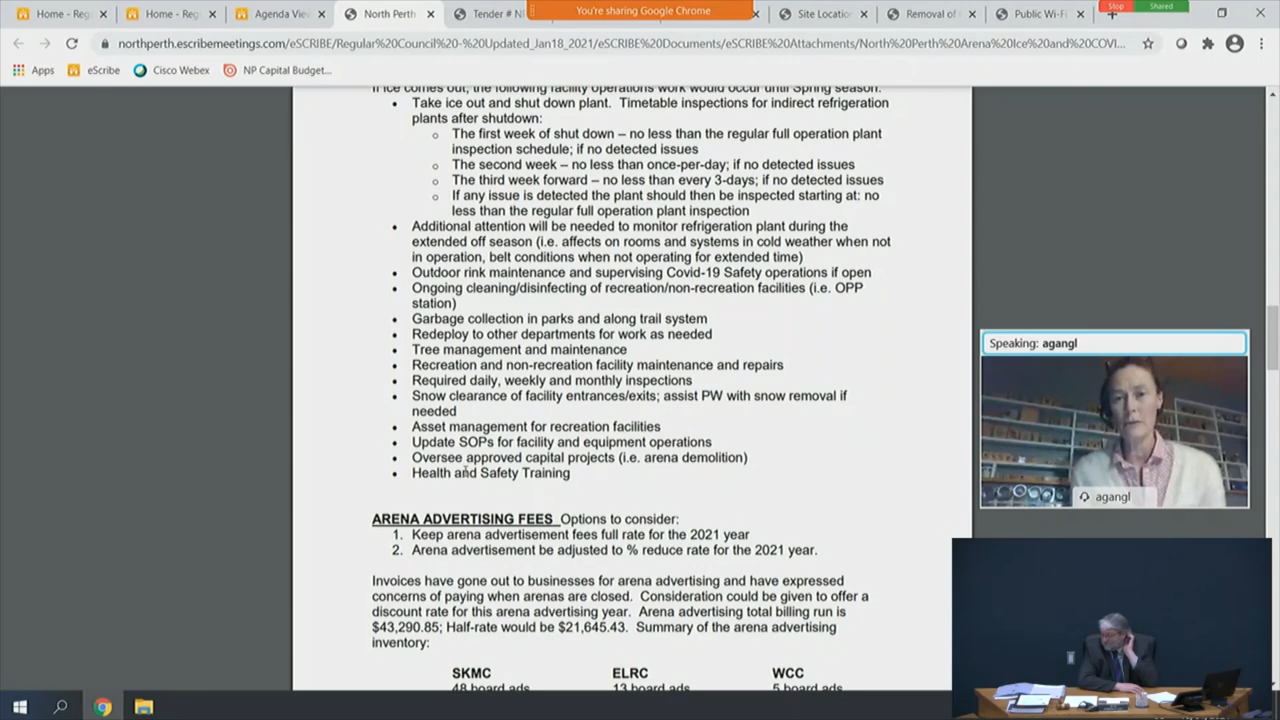 Home - Reg
Home - Reg
Agenda View
North Perth
Tender # N
You're sharing Google Chrome
Site Locatio
Removal of
Public Wi-F
Stop
Shared
northperth.escribemeetings.com/eSCRIBE/Regular%20Council%20-%20Updated_Jan18_2021/eSCRIBE%20Documents/eSCRIBE%20Attachments/North%20Perth%20Arena%20Ice%20and%20COVI...
Apps
eScribe
Cisco Webex
NP Capital Budget...
If ice comes out, the following facility operations work would occur until Spring season:
• Take ice out and shut down plant. Timetable inspections for indirect refrigeration
plants after shutdown:
o The first week of shut down – no less than the regular full operation plant
inspection schedule; if no detected issues
o The second week – no less than once-per-day; if no detected issues
o The third week forward – no less than every 3-days; if no detected issues
o If any issue is detected the plant should then be inspected starting at: no
less than the regular full operation plant inspection
• Additional attention will be needed to monitor refrigeration plant during the
extended off season (i.e. affects on rooms and systems in cold weather when not
in operation, belt conditions when not operating for extended time)
• Outdoor rink maintenance and supervising Covid-19 Safety operations if open
• Ongoing cleaning/disinfecting of recreation/non-recreation facilities (i.e. OPP
station)
• Garbage collection in parks and along trail system
• Redeploy to other departments for work as needed
• Tree management and maintenance
• Recreation and non-recreation facility maintenance and repairs
• Required daily, weekly and monthly inspections
• Snow clearance of facility entrances/exits; assist PW with snow removal if
needed
• Asset management for recreation facilities
• Update SOPs for facility and equipment operations
• Oversee approved capital projects (i.e. arena demolition)
• Health and Safety Training
ARENA ADVERTISING FEES Options to consider:
1. Keep arena advertisement fees full rate for the 2021 year
2. Arena advertisement be adjusted to % reduce rate for the 2021 year.
Invoices have gone out to businesses for arena advertising and have expressed
concerns of paying when arenas are closed. Consideration could be given to offer a
discount rate for this arena advertising year. Arena advertising total billing run is
$43,290.85; Half-rate would be $21,645.43. Summary of the arena advertising
inventory:
SKMC ELRC WCC
48 board ads 13 board ads 5 board ads
Speaking: agangl
agangl